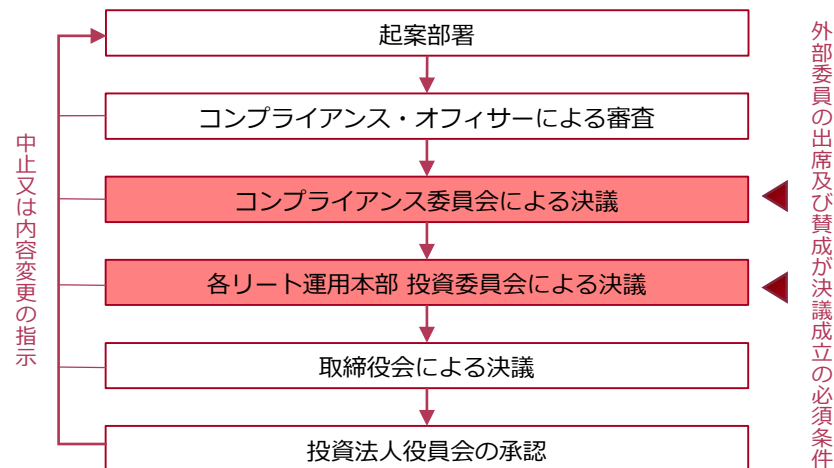 起案部署
コンプライアンス・オフィサーによる審査
コンプライアンス委員会による決議
各リート運用本部 投資委員会による決議
取締役会による決議
投資法人役員会の承認
中止又は内容変更の指示
外部委員の出席及び賛成が決議成立の必須条件